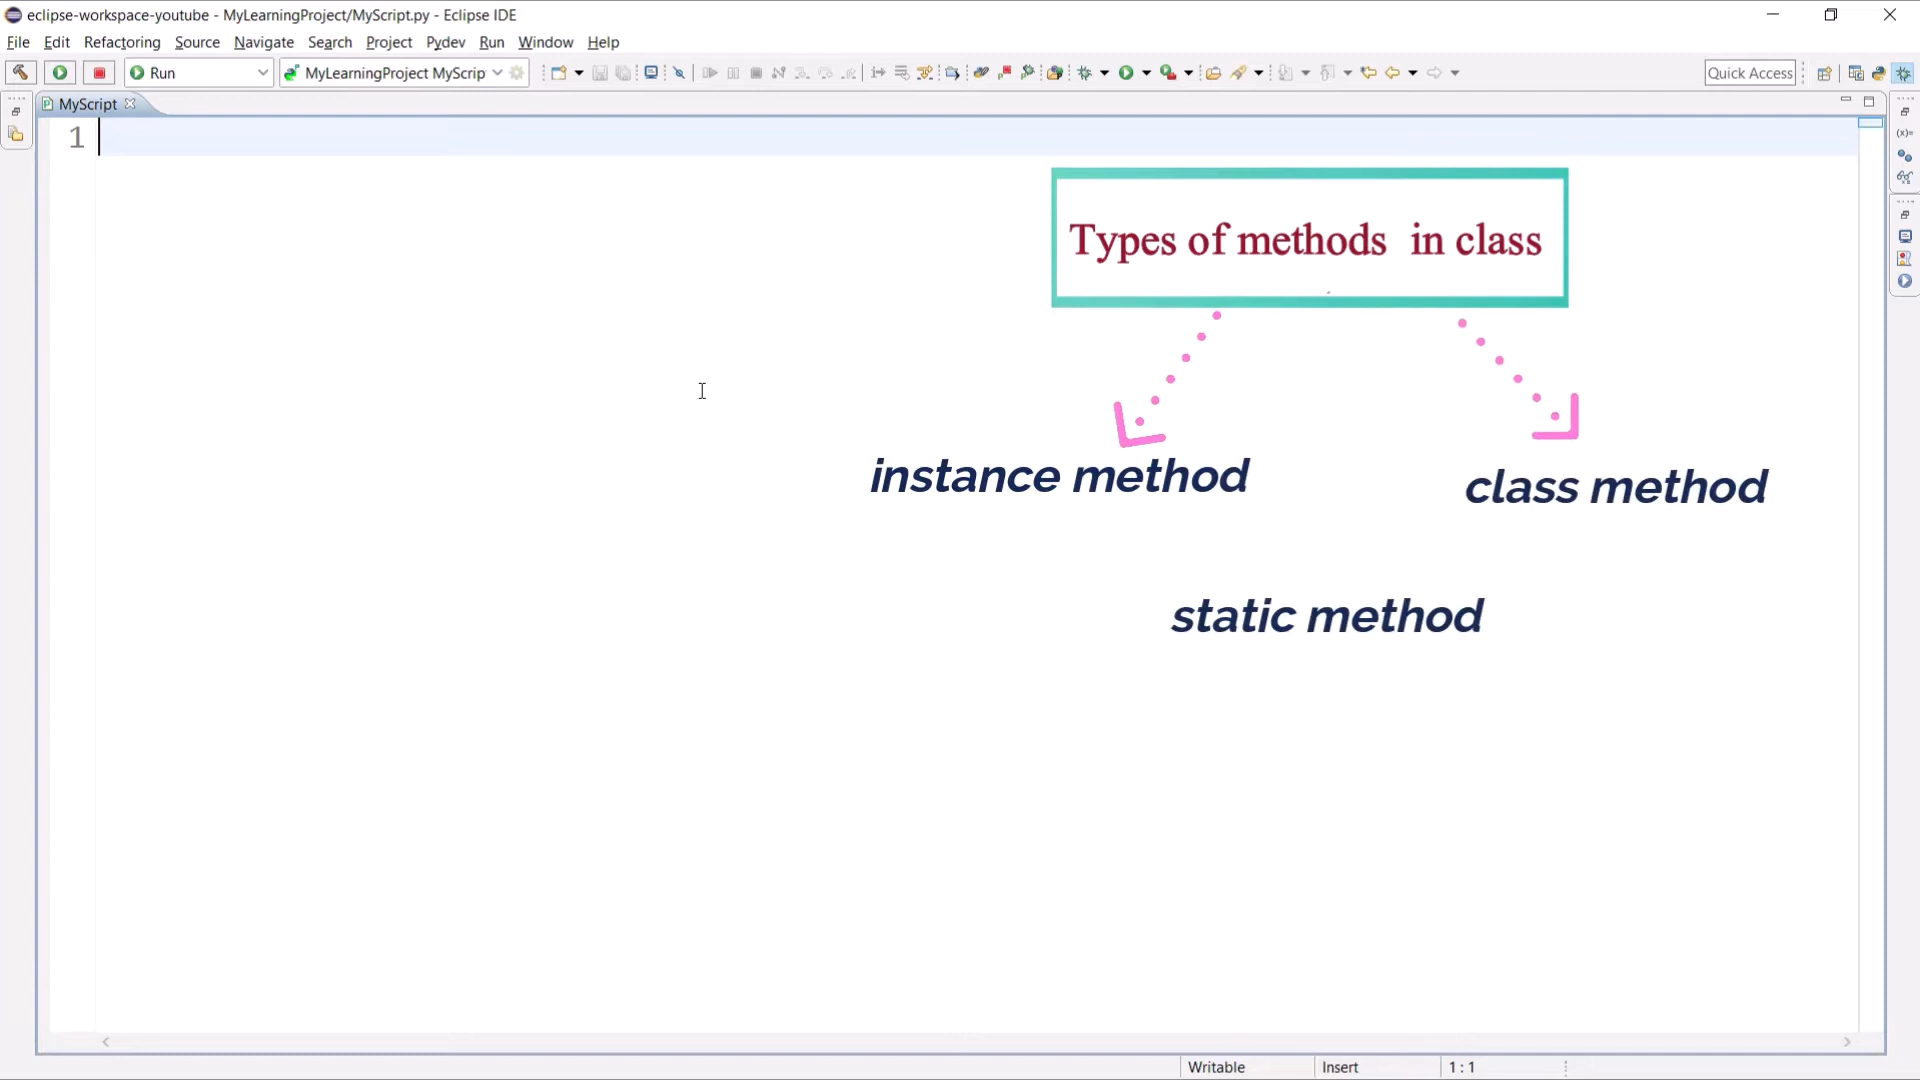 eclipse-workspace-youtube - MyLearningProject/MyScript.py - Eclipse IDE
File Edit Refactoring Source Navigate Search Project Pydev Run Window Help
Run MyLearningProject MyScrip Quick Access
MyScript
(x)=
1
Types of methods in class
instance method
class method
static method
Writable Insert 1 : 1